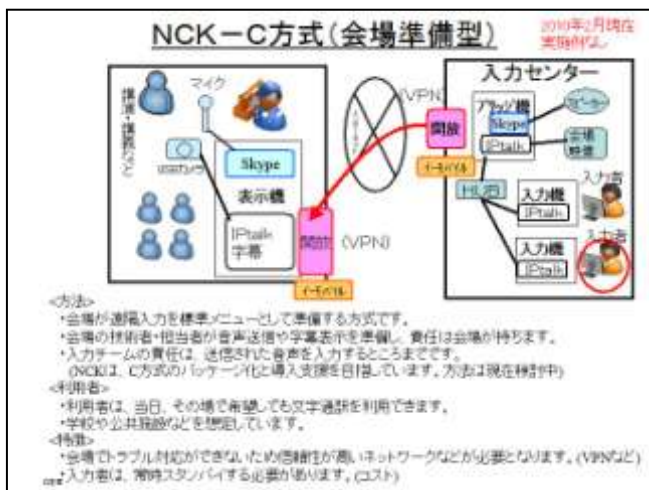 NCK－C方式(会場準備型)
2010年2月現在
実施例なし
入力センター
講演・講義など
マイク
USBカメラ
Skype
表示機
IPtalk
字幕
開放
(VPN)
イーモバイル
(VPN)
開放
イーモバイル
ブリッジ機
Skype
IPtalk
スピーカー
会場
映像
HUB
入力者
入力機
IPtalk
入力者
入力機
IPtalk
<方法>
・会場が遠隔入力を標準メニューとして準備する方式です。
・会場の技術者・担当者が音声送信や字幕表示を準備し、責任は会場が持ちます。
・入力チームの責任は、送信された音声を入力するところまでです。
(NCKは、C方式のパッケージ化と導入支援を目指しています。方法は現在検討中)
<利用者>
・利用者は、当日、その場で希望しても文字通訳を利用できます。
・学校や公共施設などを想定しています。
<特徴>
・会場でトラブル対応ができないため信頼性が高いネットワークなどが必要となります。(VPNなど)
・入力者は、常時スタンバイする必要があります。(コスト)